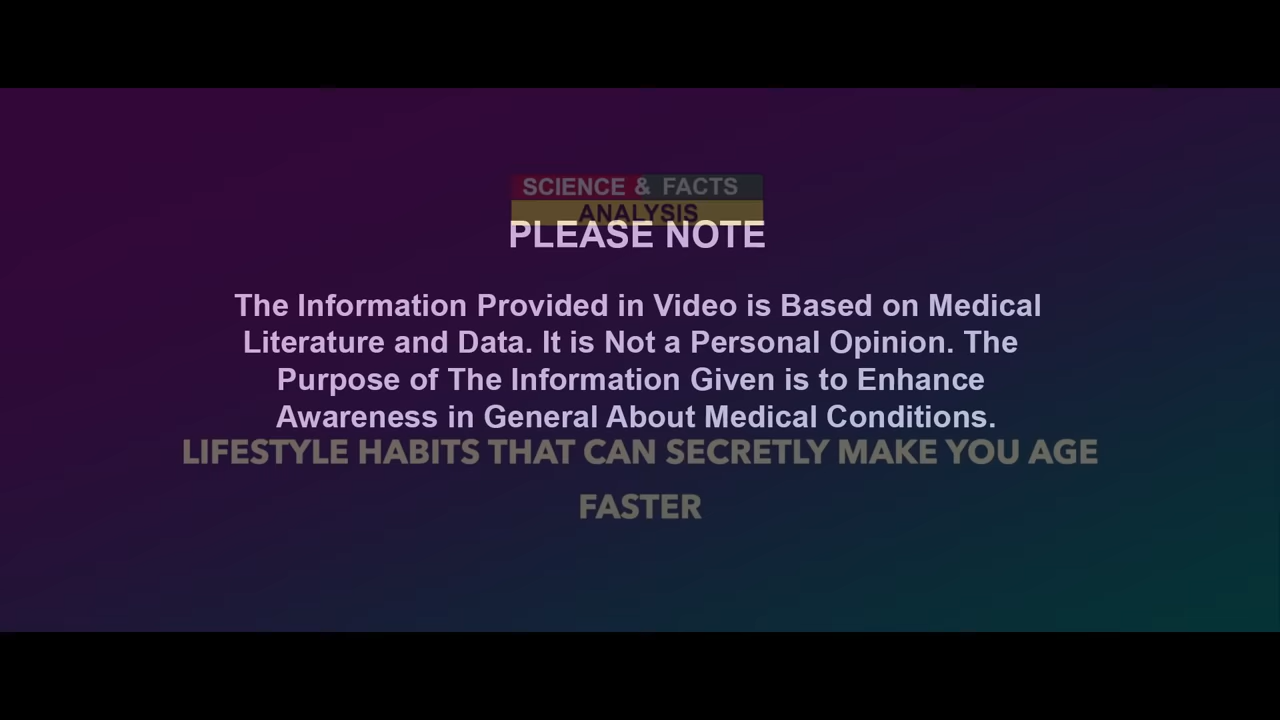 SCIENCE & FACTS
ANALYSIS
PLEASE NOTE
The Information Provided in Video is Based on Medical
Literature and Data. It is Not a Personal Opinion. The
Purpose of The Information Given is to Enhance
Awareness in General About Medical Conditions.
LIFESTYLE HABITS THAT CAN SECRETLY MAKE YOU AGE
FASTER